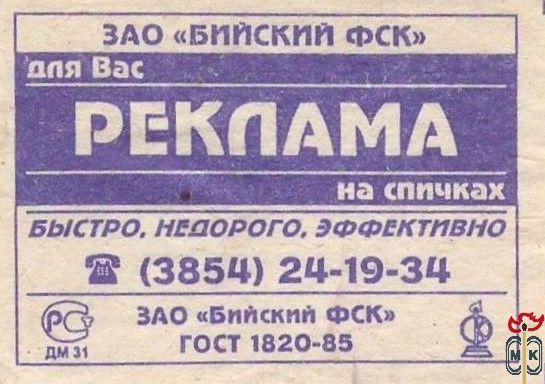 ЗАО «БИЙСКИЙ ФСК»
для Вас
РЕКЛАМА
на спичках
БЫСТРО, НЕДОРОГО, ЭФФЕКТИВНО
☎ (3854) 24-19-34
РСТ
ДМ 31
ЗАО «Бийский ФСК»
ГОСТ 1820-85
МК